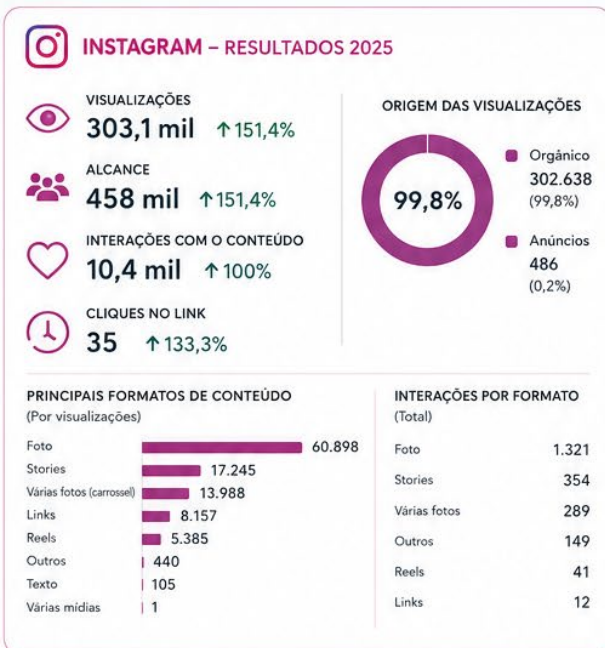 INSTAGRAM – RESULTADOS 2025
VISUALIZAÇÕES
303,1 mil ↑151,4%
ALCANCE
458 mil ↑151,4%
INTERAÇÕES COM O CONTEÚDO
10,4 mil ↑100%
CLIQUES NO LINK
35 ↑133,3%
ORIGEM DAS VISUALIZAÇÕES
99,8%
Orgânico
302.638
(99,8%)
Anúncios
486
(0,2%)
PRINCIPAIS FORMATOS DE CONTEÚDO
(Por visualizações)
Foto 60.898
Stories 17.245
Várias fotos (carrossel) 13.988
Links 8.157
Reels 5.385
Outros 440
Texto 105
Várias mídias 1
INTERAÇÕES POR FORMATO
(Total)
Foto 1.321
Stories 354
Várias fotos 289
Outros 149
Reels 41
Links 12